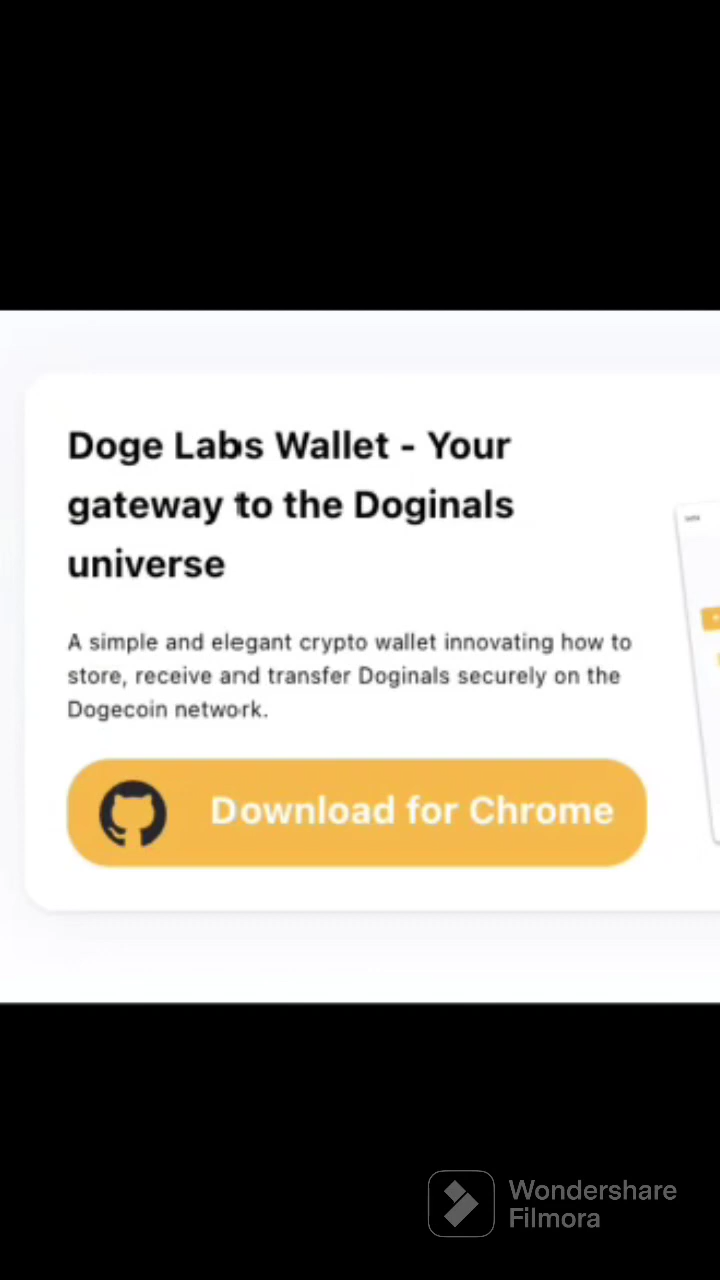 Doge Labs Wallet - Your
gateway to the Doginals
universe
A simple and elegant crypto wallet innovating how to
store, receive and transfer Doginals securely on the
Dogecoin network.
Download for Chrome
Wondershare
Filmora